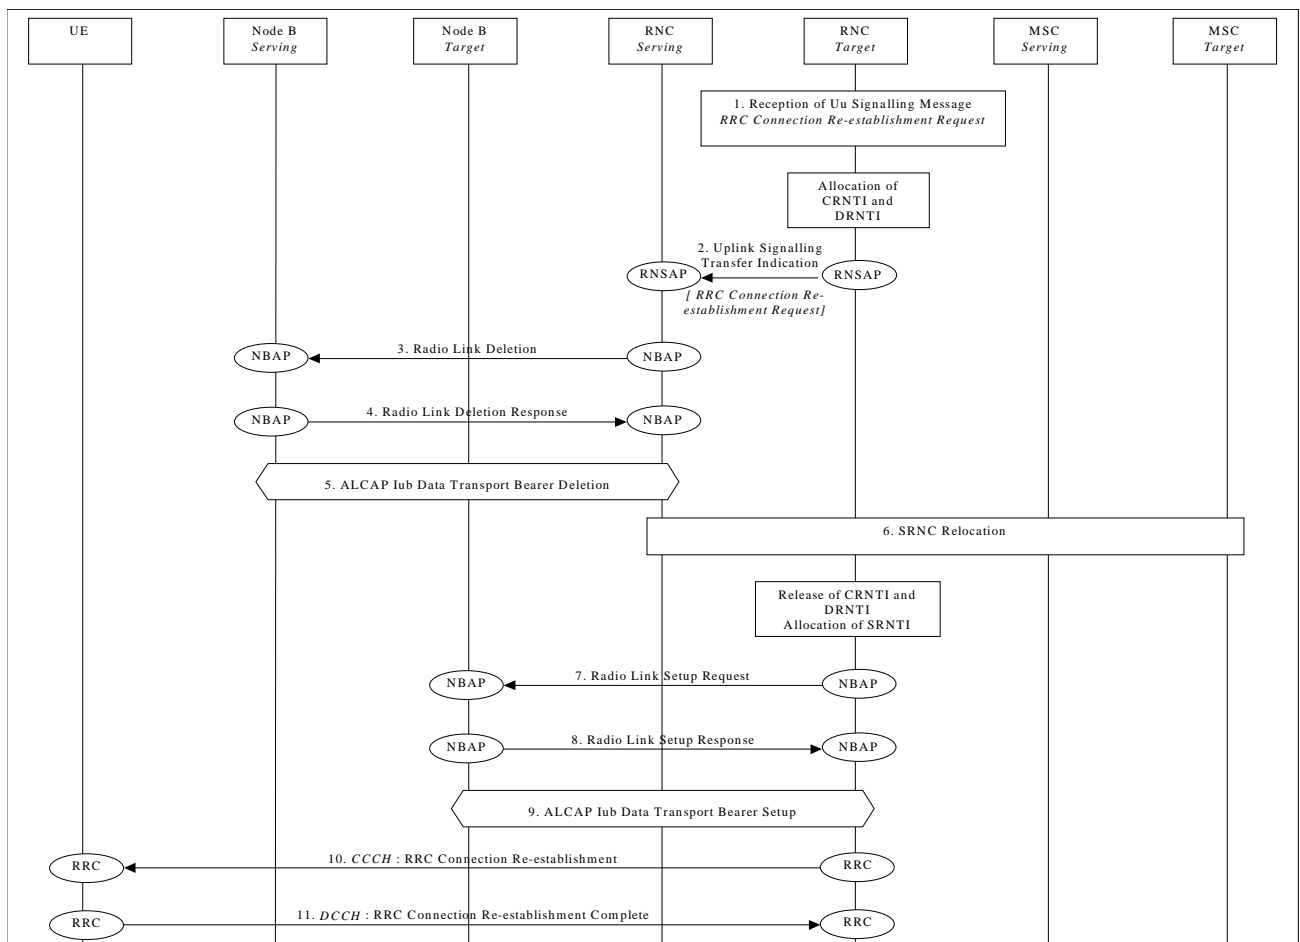 UE
Node B
Serving
Node B
Target
RNC
Serving
RNC
Target
MSC
Serving
MSC
Target
1. Reception of Uu Signalling Message
RRC Connection Re-establishment Request
Allocation of
CRNTI and
DRNTI
2. Uplink Signalling
Transfer Indication
RNSAP
RNSAP
[ RRC Connection Re-
establishment Request]
NBAP
3. Radio Link Deletion
NBAP
NBAP
4. Radio Link Deletion Response
NBAP
5. ALCAP Iub Data Transport Bearer Deletion
6. SRNC Relocation
Release of CRNTI and
DRNTI
Allocation of SRNTI
NBAP
7. Radio Link Setup Request
NBAP
NBAP
8. Radio Link Setup Response
NBAP
9. ALCAP Iub Data Transport Bearer Setup
RRC
10. CCCH : RRC Connection Re-establishment
RRC
RRC
11. DCCH : RRC Connection Re-establishment Complete
RRC